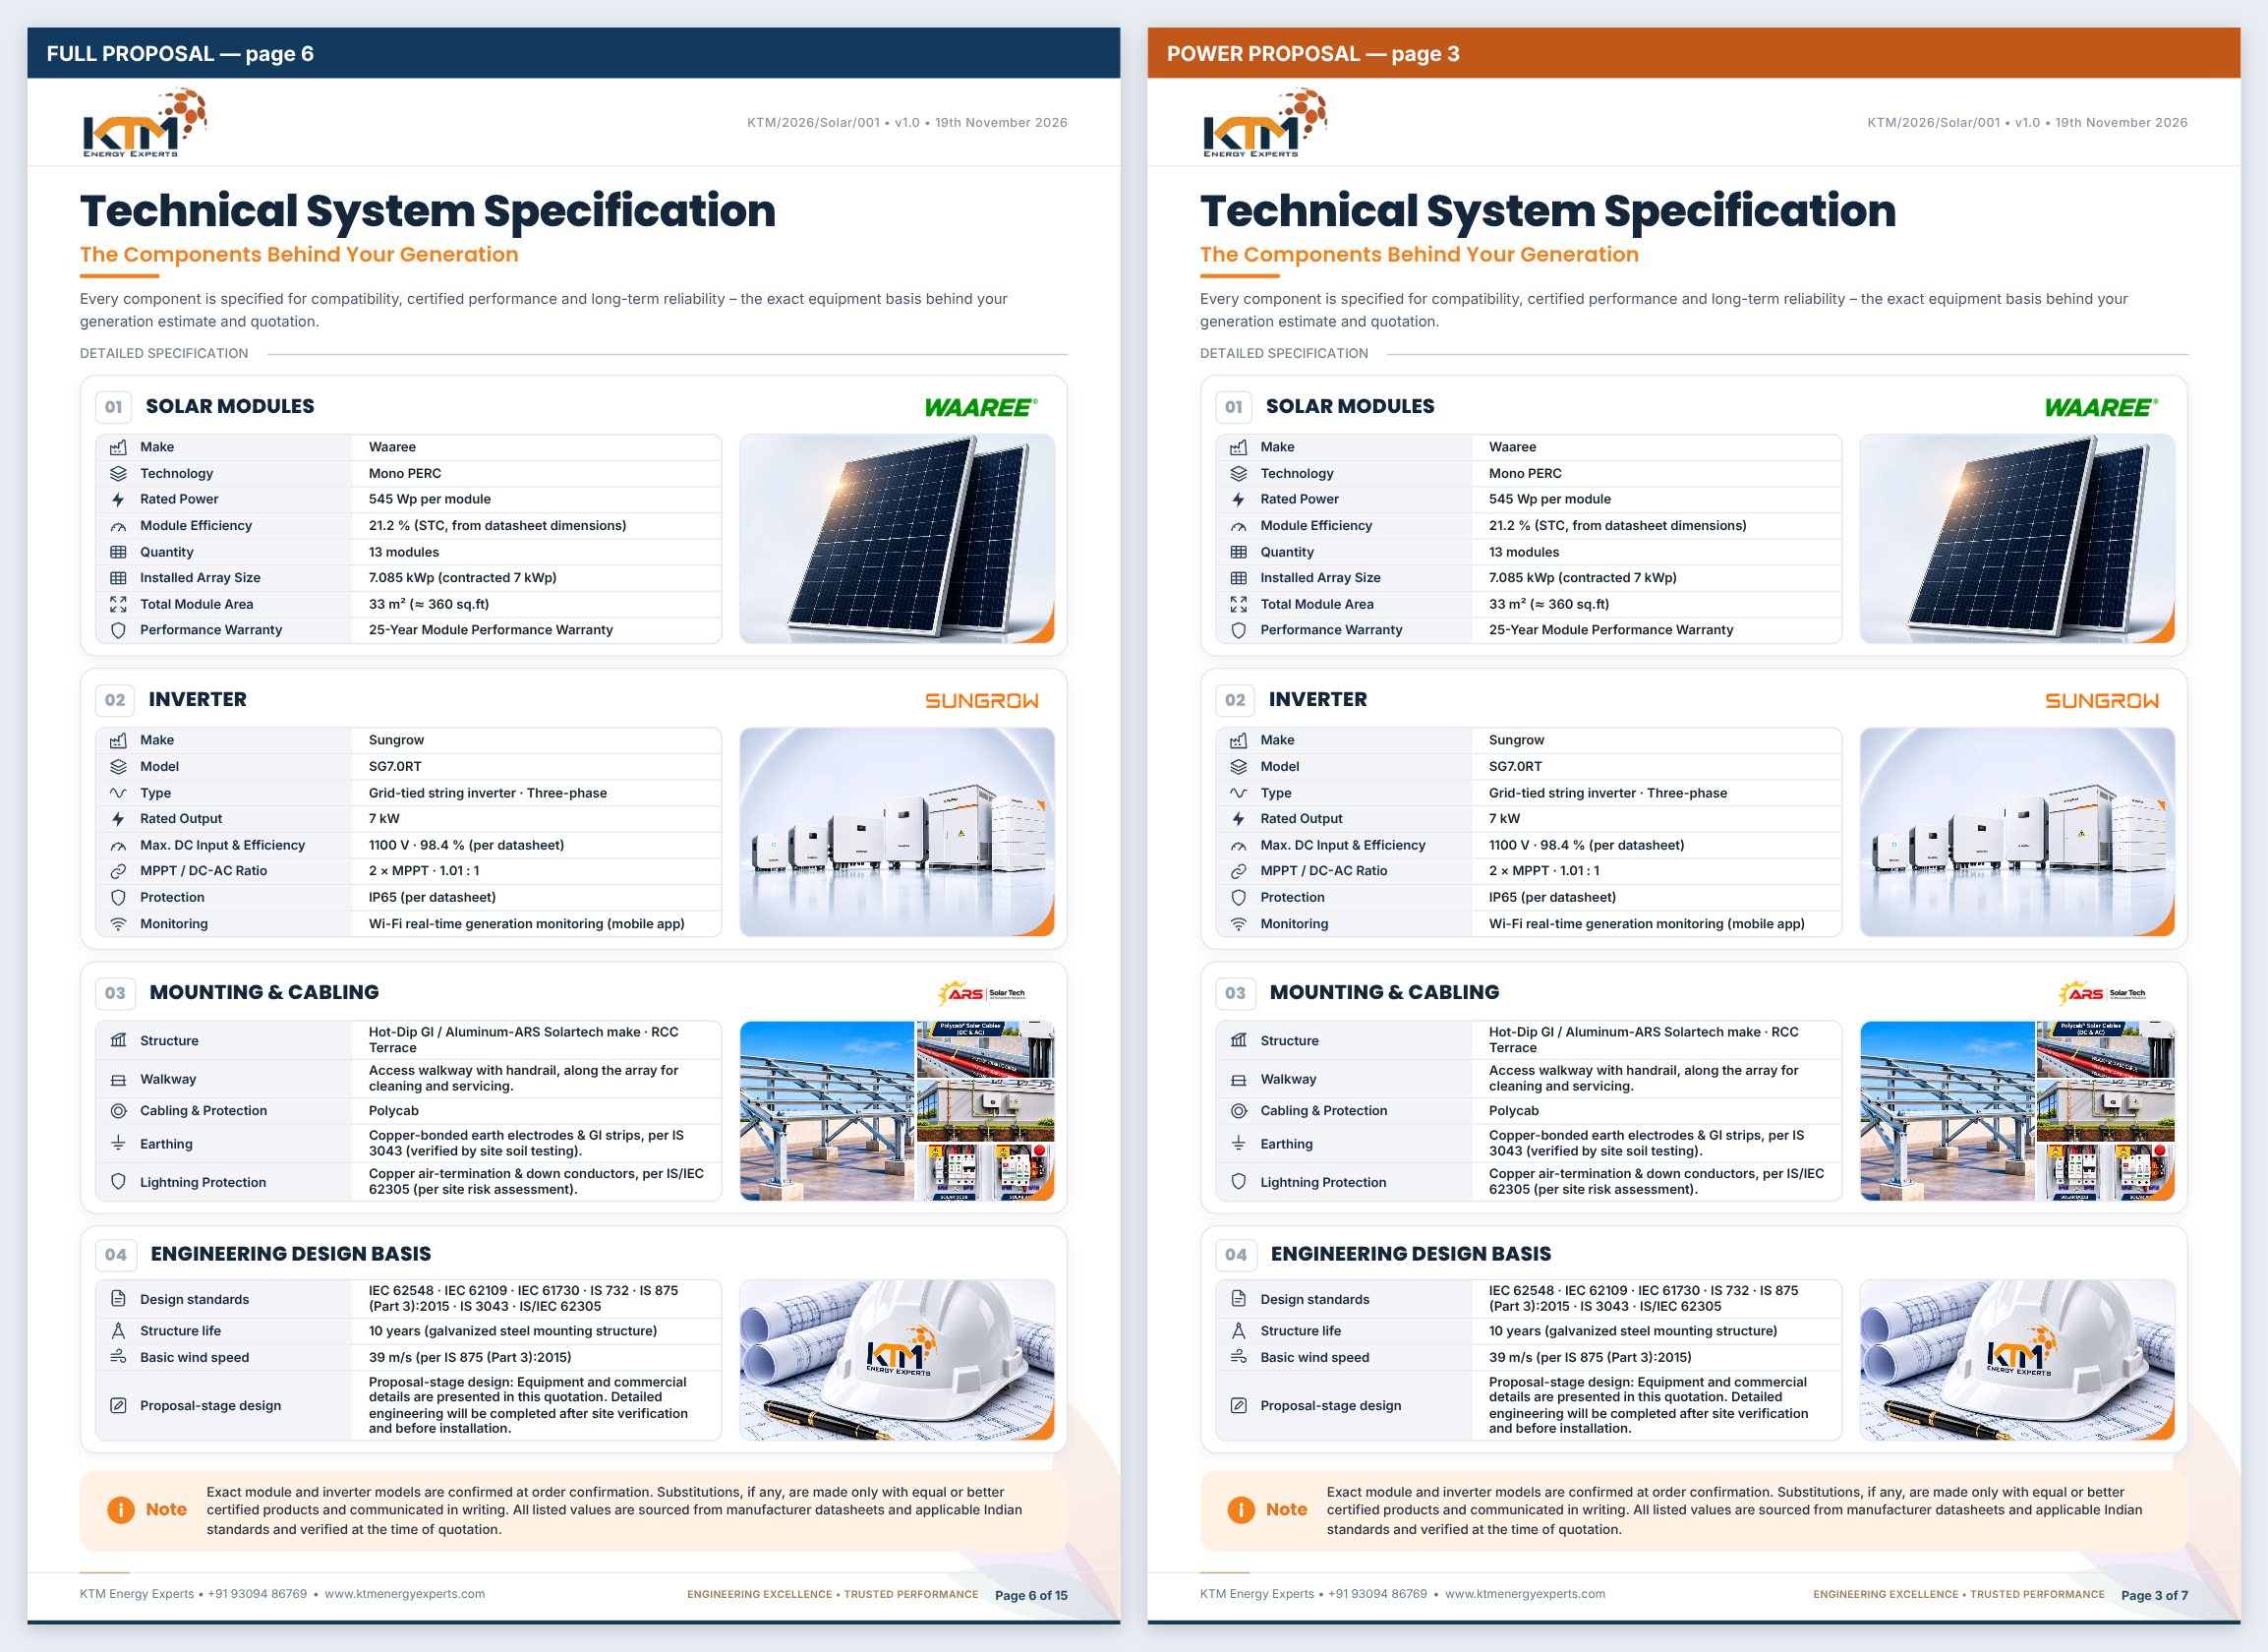 FULL PROPOSAL — page 6
KTM
ENERGY EXPERTS
KTM/2026/Solar/001 • v1.0 • 19th November 2026
Technical System Specification
The Components Behind Your Generation
Every component is specified for compatibility, certified performance and long-term reliability – the exact equipment basis behind your
generation estimate and quotation.
DETAILED SPECIFICATION
01 SOLAR MODULES
WAAREE®
Make Waaree
Technology Mono PERC
Rated Power 545 Wp per module
Module Efficiency 21.2 % (STC, from datasheet dimensions)
Quantity 13 modules
Installed Array Size 7.085 kWp (contracted 7 kWp)
Total Module Area 33 m² (≈ 360 sq.ft)
Performance Warranty 25-Year Module Performance Warranty
02 INVERTER
SUNGROW
Make Sungrow
Model SG7.0RT
Type Grid-tied string inverter · Three-phase
Rated Output 7 kW
Max. DC Input & Efficiency 1100 V · 98.4 % (per datasheet)
MPPT / DC-AC Ratio 2 × MPPT · 1.01 : 1
Protection IP65 (per datasheet)
Monitoring Wi-Fi real-time generation monitoring (mobile app)
03 MOUNTING & CABLING
ARS Solar Tech
Structure Hot-Dip GI / Aluminum-ARS Solartech make · RCC
Terrace
Walkway Access walkway with handrail, along the array for
cleaning and servicing.
Cabling & Protection Polycab
Earthing Copper-bonded earth electrodes & GI strips, per IS
3043 (verified by site soil testing).
Lightning Protection Copper air-termination & down conductors, per IS/IEC
62305 (per site risk assessment).
Polycab Solar Cables
(DC & AC)
04 ENGINEERING DESIGN BASIS
Design standards IEC 62548 · IEC 62109 · IEC 61730 · IS 732 · IS 875
(Part 3):2015 · IS 3043 · IS/IEC 62305
Structure life 10 years (galvanized steel mounting structure)
Basic wind speed 39 m/s (per IS 875 (Part 3):2015)
Proposal-stage design Proposal-stage design: Equipment and commercial
details are presented in this quotation. Detailed
engineering will be completed after site verification
and before installation.
KTM
ENERGY EXPERTS
Note
Exact module and inverter models are confirmed at order confirmation. Substitutions, if any, are made only with equal or better
certified products and communicated in writing. All listed values are sourced from manufacturer datasheets and applicable Indian
standards and verified at the time of quotation.
KTM Energy Experts • +91 93094 86769 • www.ktmenergyexperts.com
ENGINEERING EXCELLENCE • TRUSTED PERFORMANCE Page 6 of 15
POWER PROPOSAL — page 3
KTM
ENERGY EXPERTS
KTM/2026/Solar/001 • v1.0 • 19th November 2026
Technical System Specification
The Components Behind Your Generation
Every component is specified for compatibility, certified performance and long-term reliability – the exact equipment basis behind your
generation estimate and quotation.
DETAILED SPECIFICATION
01 SOLAR MODULES
WAAREE®
Make Waaree
Technology Mono PERC
Rated Power 545 Wp per module
Module Efficiency 21.2 % (STC, from datasheet dimensions)
Quantity 13 modules
Installed Array Size 7.085 kWp (contracted 7 kWp)
Total Module Area 33 m² (≈ 360 sq.ft)
Performance Warranty 25-Year Module Performance Warranty
02 INVERTER
SUNGROW
Make Sungrow
Model SG7.0RT
Type Grid-tied string inverter · Three-phase
Rated Output 7 kW
Max. DC Input & Efficiency 1100 V · 98.4 % (per datasheet)
MPPT / DC-AC Ratio 2 × MPPT · 1.01 : 1
Protection IP65 (per datasheet)
Monitoring Wi-Fi real-time generation monitoring (mobile app)
03 MOUNTING & CABLING
ARS Solar Tech
Structure Hot-Dip GI / Aluminum-ARS Solartech make · RCC
Terrace
Walkway Access walkway with handrail, along the array for
cleaning and servicing.
Cabling & Protection Polycab
Earthing Copper-bonded earth electrodes & GI strips, per IS
3043 (verified by site soil testing).
Lightning Protection Copper air-termination & down conductors, per IS/IEC
62305 (per site risk assessment).
Polycab Solar Cables
(DC & AC)
04 ENGINEERING DESIGN BASIS
Design standards IEC 62548 · IEC 62109 · IEC 61730 · IS 732 · IS 875
(Part 3):2015 · IS 3043 · IS/IEC 62305
Structure life 10 years (galvanized steel mounting structure)
Basic wind speed 39 m/s (per IS 875 (Part 3):2015)
Proposal-stage design Proposal-stage design: Equipment and commercial
details are presented in this quotation. Detailed
engineering will be completed after site verification
and before installation.
KTM
ENERGY EXPERTS
Note
Exact module and inverter models are confirmed at order confirmation. Substitutions, if any, are made only with equal or better
certified products and communicated in writing. All listed values are sourced from manufacturer datasheets and applicable Indian
standards and verified at the time of quotation.
KTM Energy Experts • +91 93094 86769 • www.ktmenergyexperts.com
ENGINEERING EXCELLENCE • TRUSTED PERFORMANCE Page 3 of 7